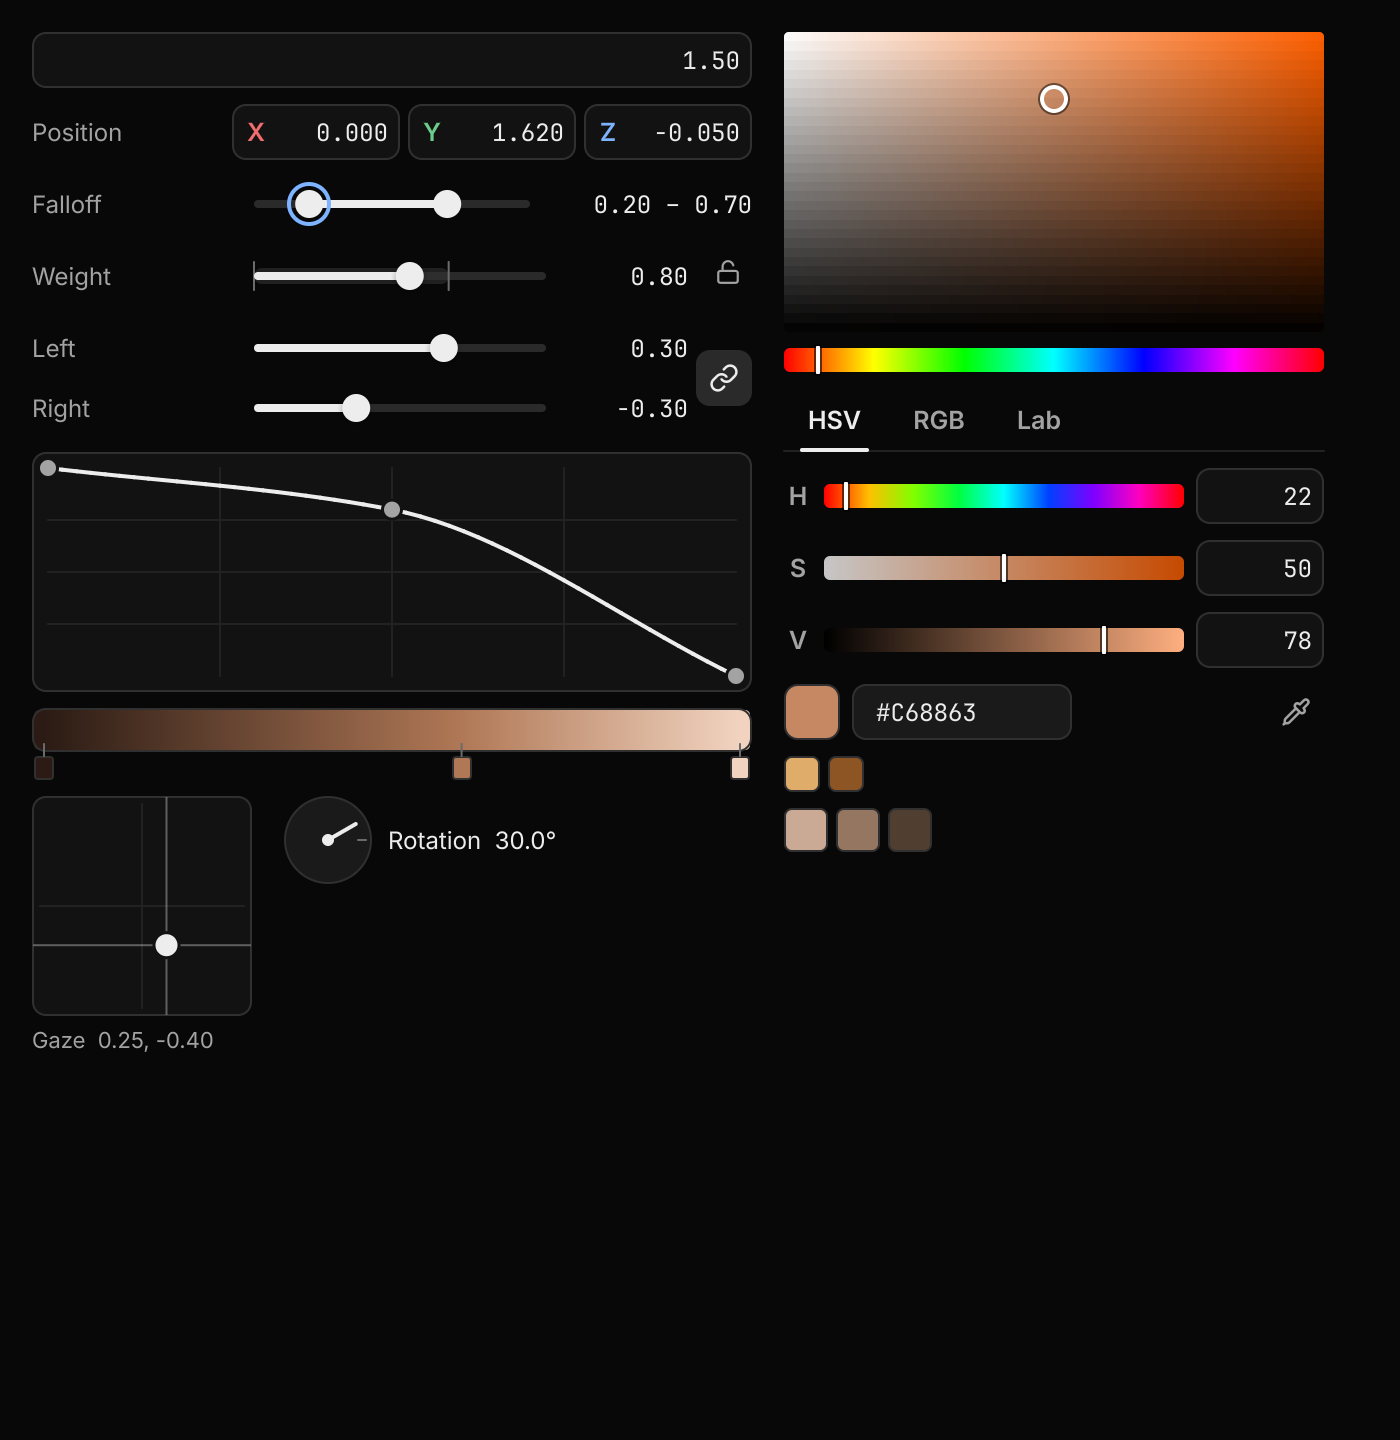 1.50
Position X 0.000 Y 1.620 Z -0.050
Falloff 0.20 – 0.70
Weight 0.80
Left 0.30
Right -0.30
Rotation 30.0°
Gaze 0.25, -0.40
HSV RGB Lab
H 22
S 50
V 78
#C68863